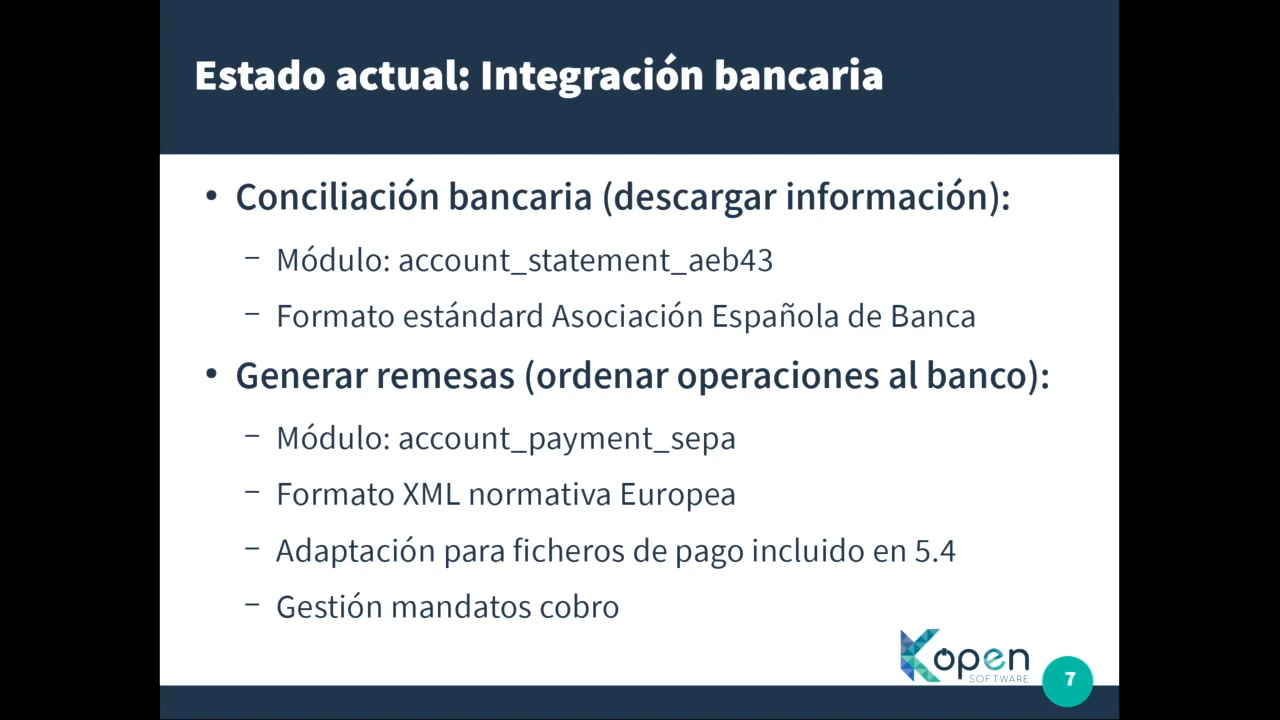 Estado actual: Integración bancaria
• Conciliación bancaria (descargar información):
– Módulo: account_statement_aeb43
– Formato estándard Asociación Española de Banca
• Generar remesas (ordenar operaciones al banco):
– Módulo: account_payment_sepa
– Formato XML normativa Europea
– Adaptación para ficheros de pago incluido en 5.4
– Gestión mandatos cobro
Kopen
SOFTWARE
7